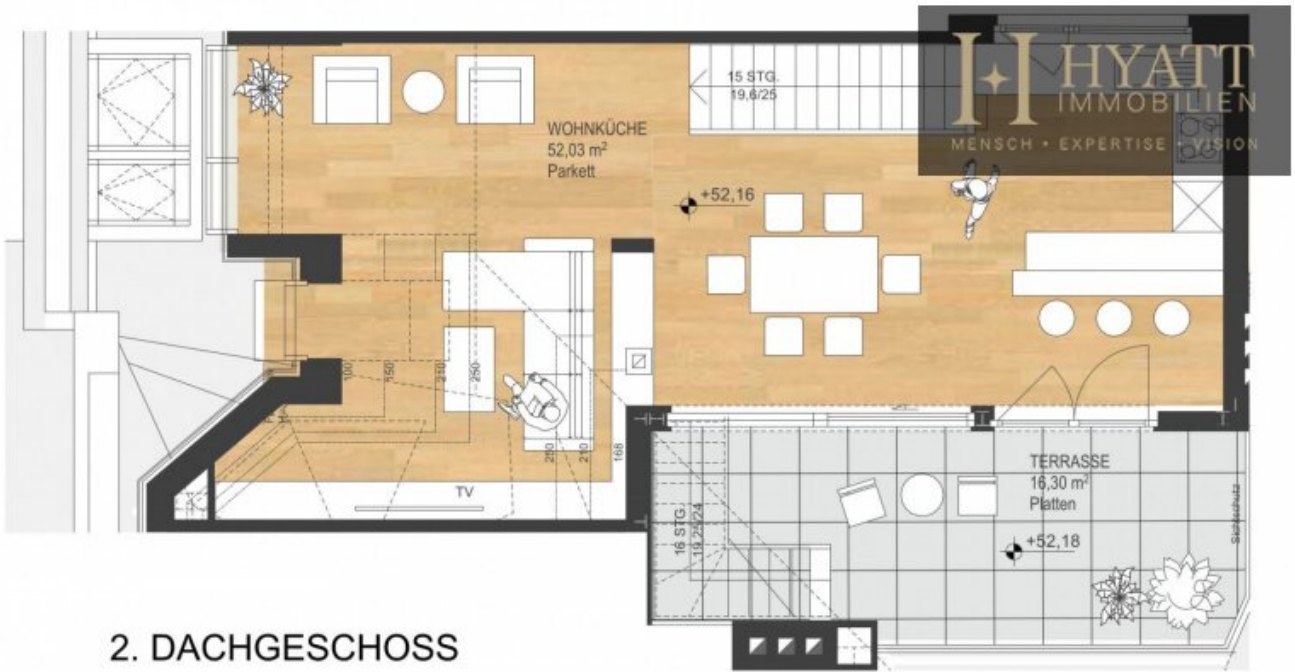 HYATT
IMMOBILIEN
MENSCH • EXPERTISE • VISION
15 STG.
19,6/25
WOHNKÜCHE
52,03 m²
Parkett
+52,16
100
150
210
250
250
210
168
TV
TERRASSE
16,30 m²
Platten
+52,18
16 STG.
19,25/24
Sichtschutz
2. DACHGESCHOSS